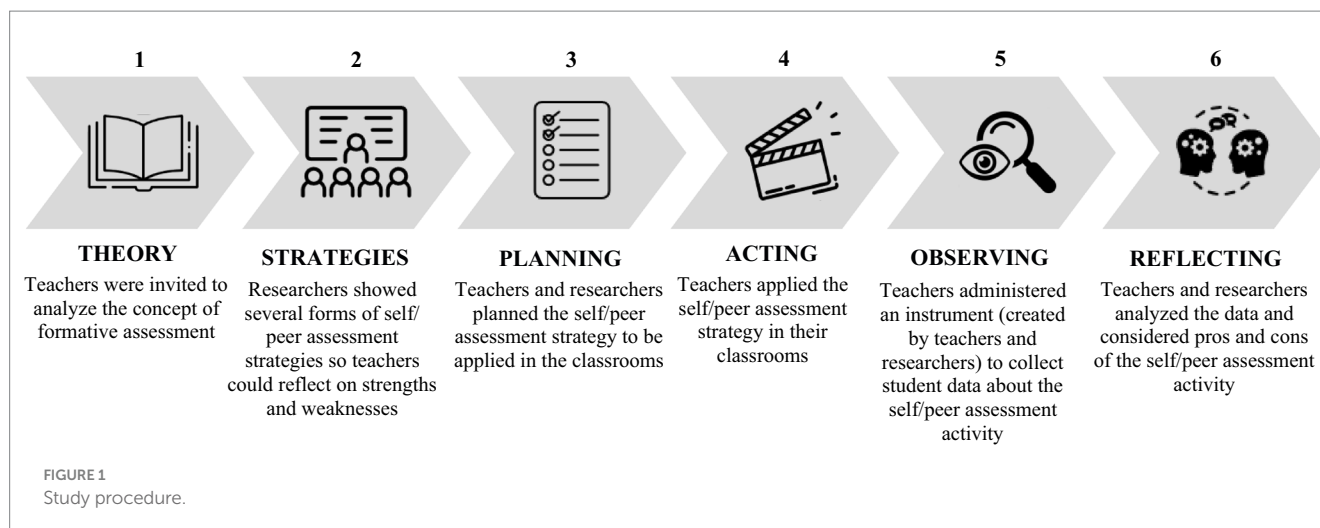 1
2
3
4
5
6
THEORY
Teachers were invited to
analyze the concept of
formative assessment
STRATEGIES
Researchers showed
several forms of self/
peer assessment
strategies so teachers
could reflect on strengths
and weaknesses
PLANNING
Teachers and researchers
planned the self/peer
assessment strategy to be
applied in the classrooms
ACTING
Teachers applied the
self/peer assessment
strategy in their
classrooms
OBSERVING
Teachers administered
an instrument (created
by teachers and
researchers) to collect
student data about the
self/peer assessment
activity
REFLECTING
Teachers and researchers
analyzed the data and
considered pros and cons
of the self/peer assessment
activity
FIGURE 1
Study procedure.